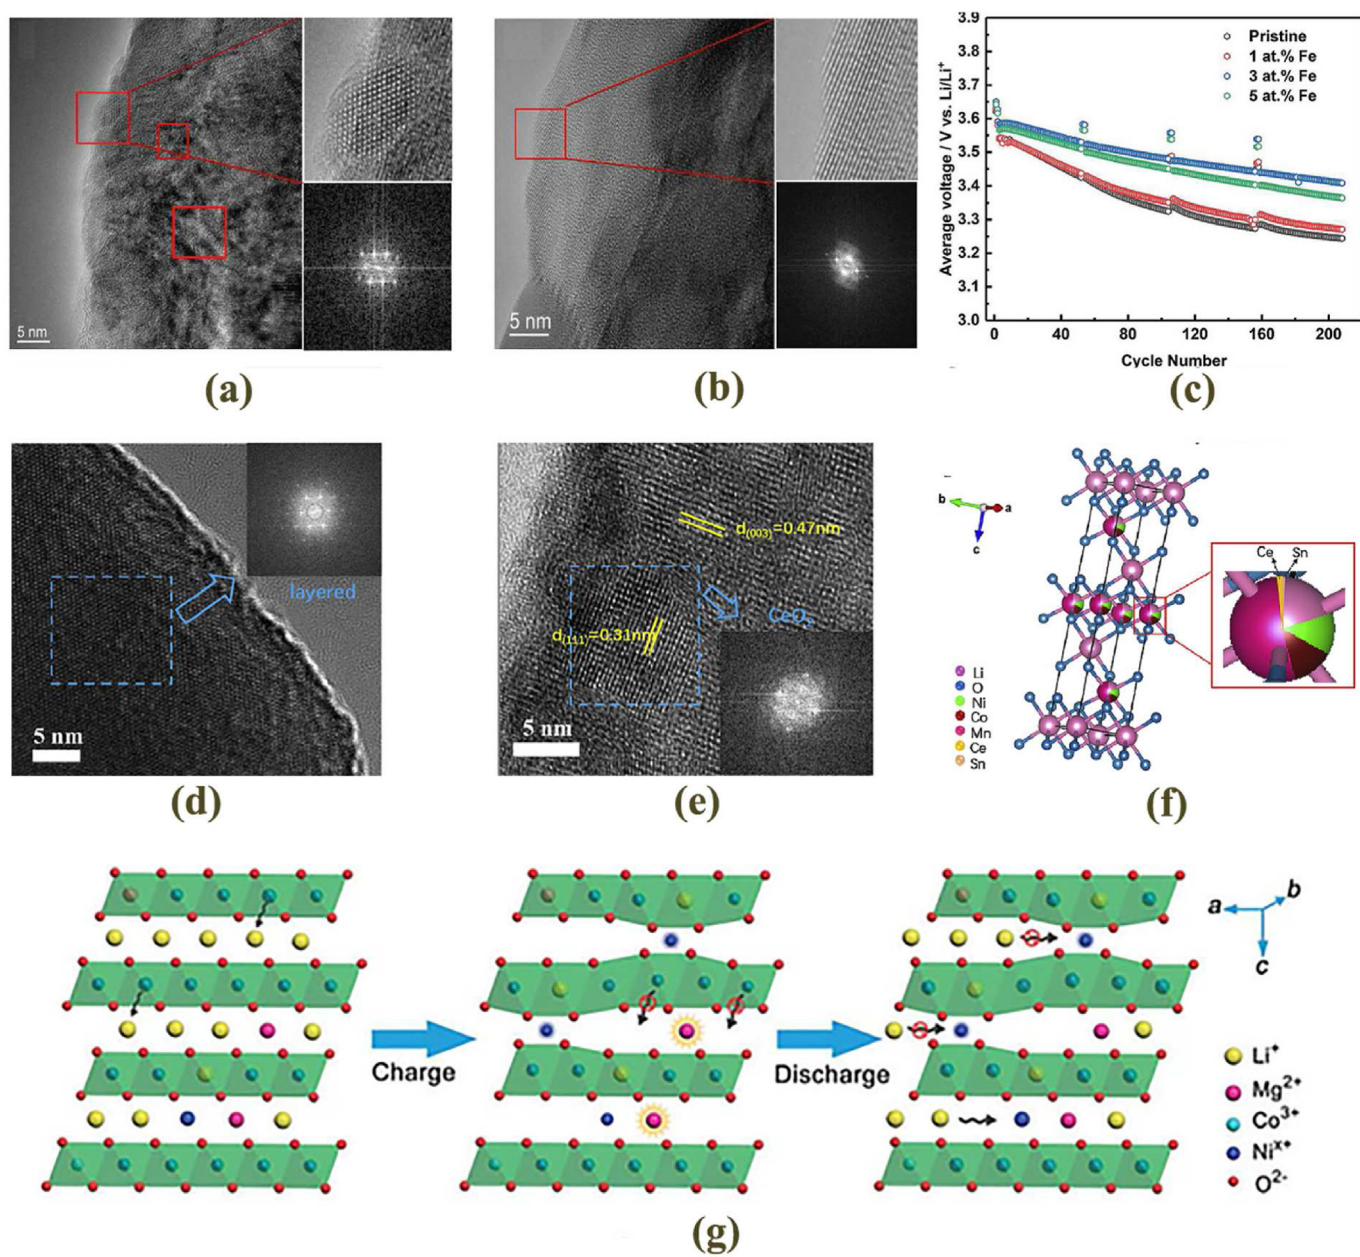 5 nm
(a)
5 nm
(b)
3.9
3.8
3.7
3.6
3.5
3.4
3.3
3.2
3.1
3.0
Average voltage / V vs. Li/Li⁺
Pristine
1 at.% Fe
3 at.% Fe
5 at.% Fe
0 40 80 120 160 200
Cycle Number
(c)
layered
5 nm
(d)
d(003)=0.47nm
d(111)=0.31nm
CeO₂
5 nm
(e)
b
a
c
Ce
Sn
Li
O
Ni
Co
Mn
Ce
Sn
(f)
Charge
Discharge
a
b
c
Li⁺
Mg²⁺
Co³⁺
Niˣ⁺
O²⁻
(g)